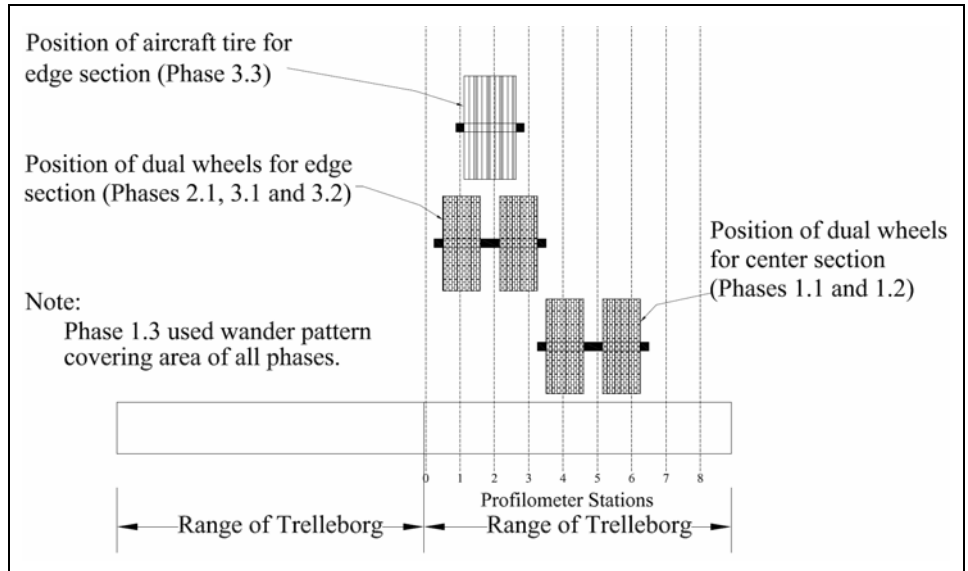 Position of aircraft tire for
edge section (Phase 3.3)
Position of dual wheels for edge
section (Phases 2.1, 3.1 and 3.2)
Position of dual wheels
for center section
(Phases 1.1 and 1.2)
Note:
Phase 1.3 used wander pattern
covering area of all phases.
0 1 2 3 4 5 6 7 8
Profilometer Stations
Range of Trelleborg Range of Trelleborg